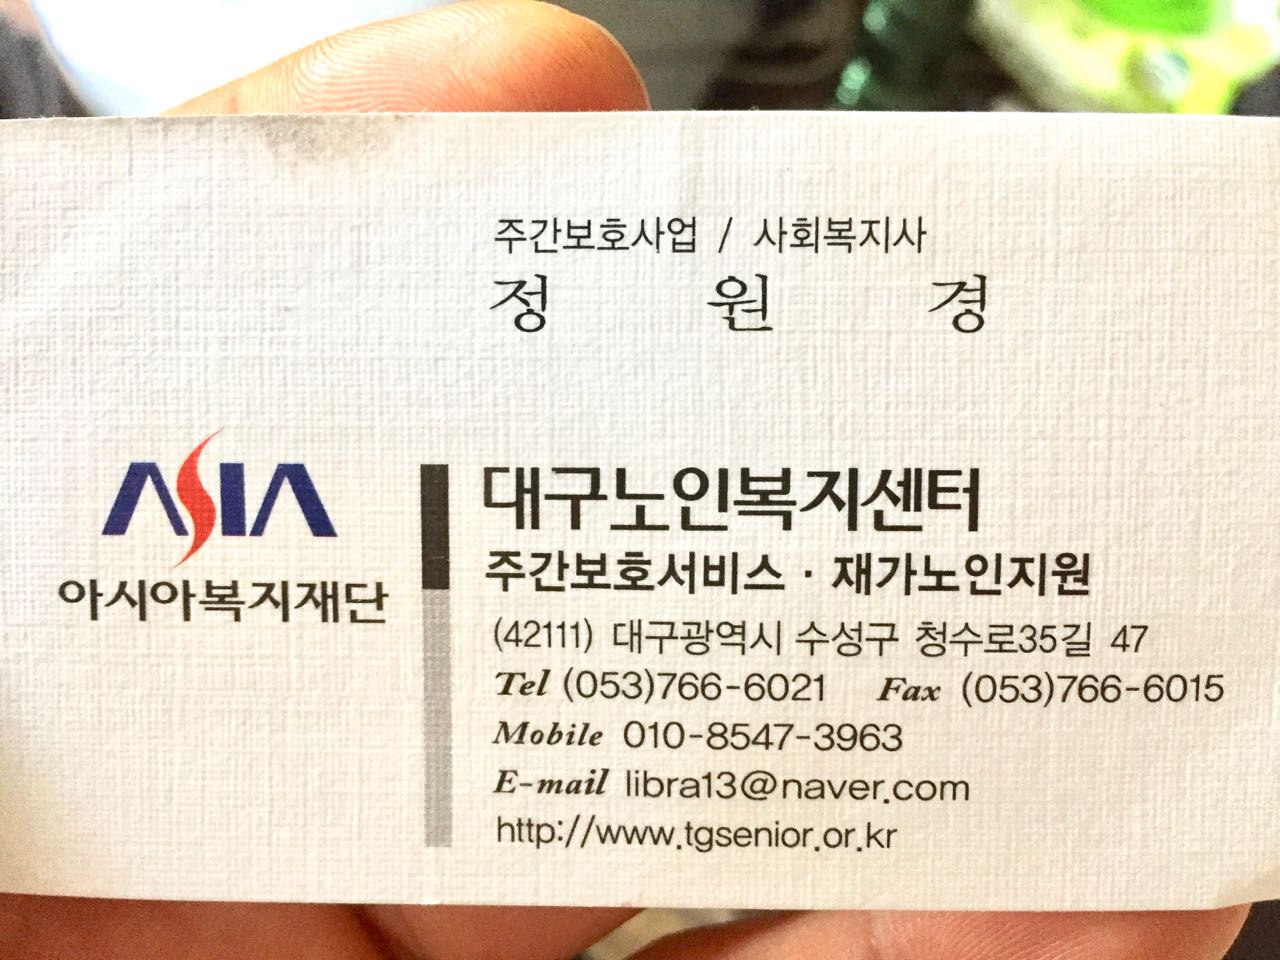 주간보호사업 / 사회복지사
정 원 경
ASIA
아시아복지재단
대구노인복지센터
주간보호서비스 · 재가노인지원
(42111) 대구광역시 수성구 청수로35길 47
Tel (053)766-6021 Fax (053)766-6015
Mobile 010-8547-3963
E-mail libra13@naver.com
http://www.tgsenior.or.kr